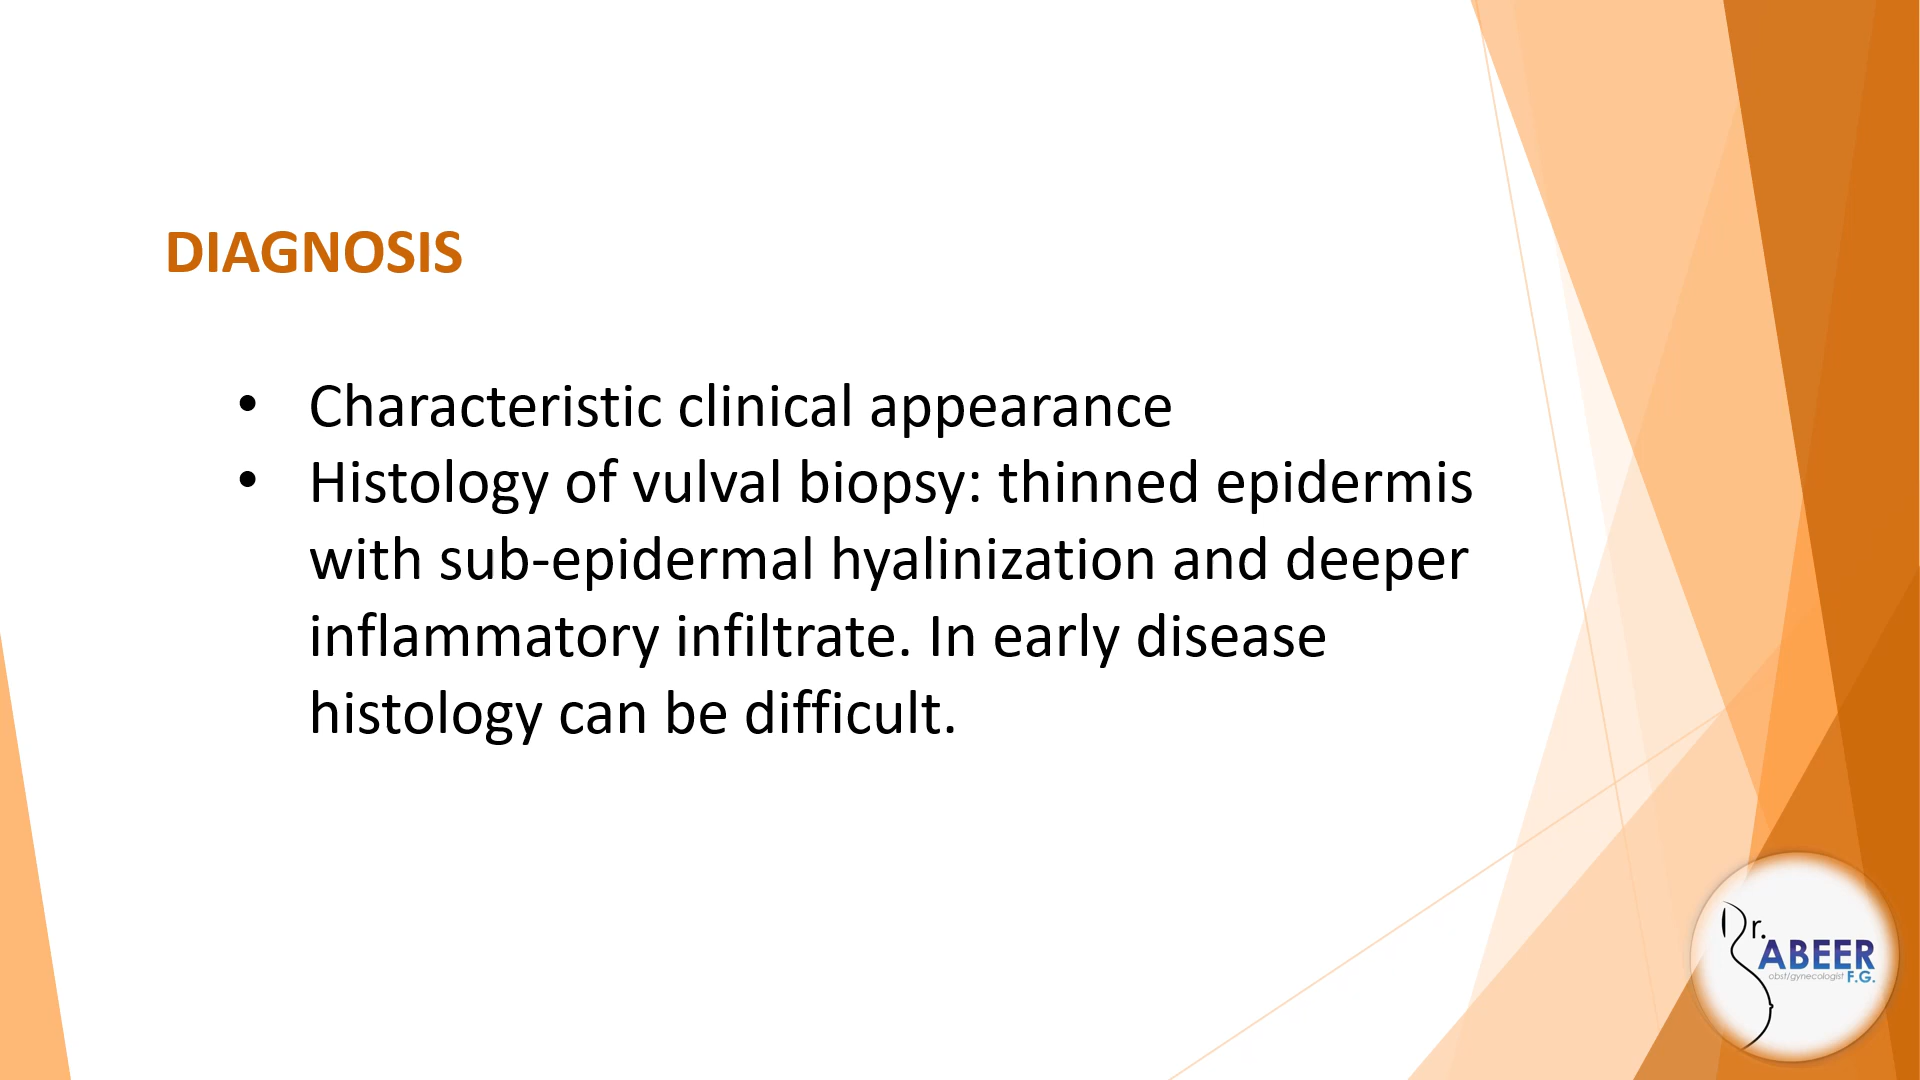 DIAGNOSIS
• Characteristic clinical appearance
• Histology of vulval biopsy: thinned epidermis
with sub-epidermal hyalinization and deeper
inflammatory infiltrate. In early disease
histology can be difficult.
Dr.
ABEER
obst/gynecologist F.G.